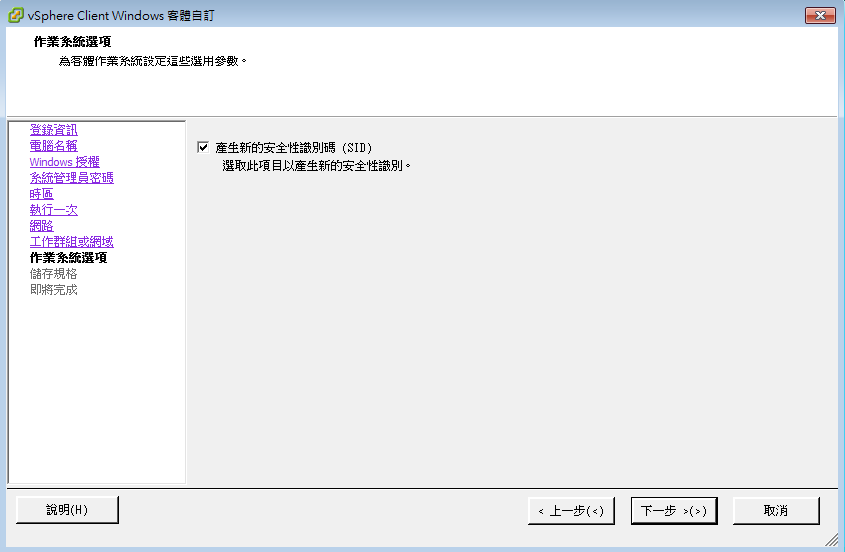 vSphere Client Windows 客體自訂
作業系統選項
為客體作業系統設定這些選用參數。
登錄資訊
電腦名稱
Windows 授權
系統管理員密碼
時區
執行一次
網路
工作群組或網域
作業系統選項
儲存規格
即將完成
產生新的安全性識別碼 (SID)
選取此項目以產生新的安全性識別。
說明(H)
< 上一步(<)
下一步 >(>)
取消